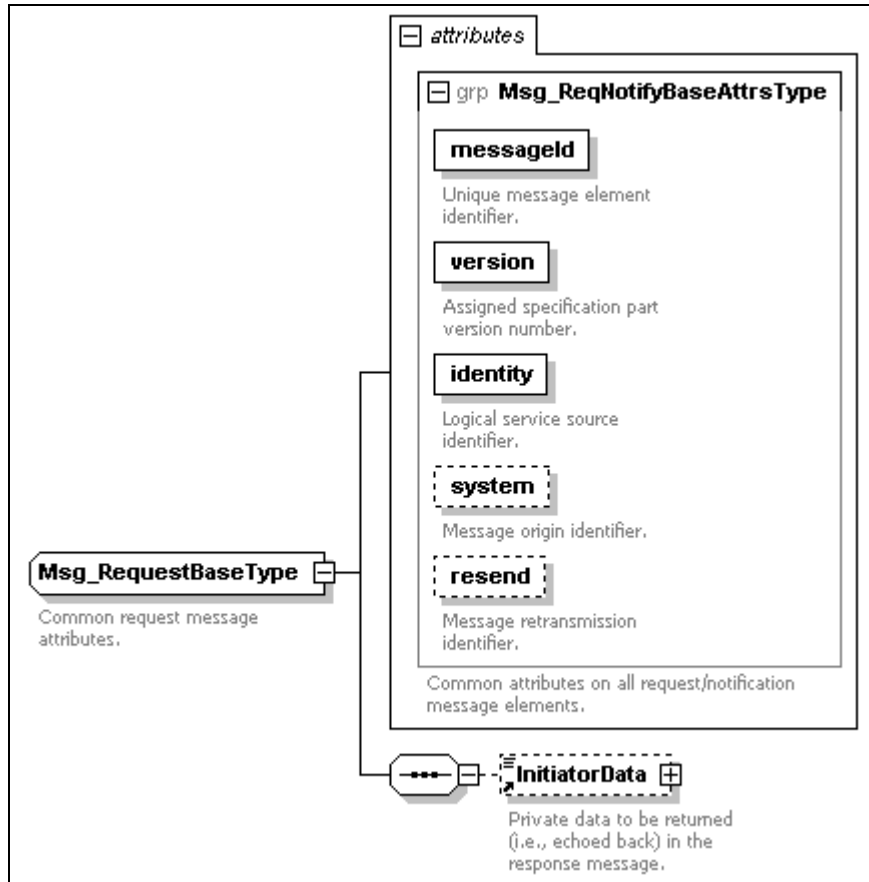 attributes
grp Msg_ReqNotifyBaseAttrsType
messageId
Unique message element
identifier.
version
Assigned specification part
version number.
identity
Logical service source
identifier.
system
Message origin identifier.
resend
Message retransmission
identifier.
Common attributes on all request/notification
message elements.
Msg_RequestBaseType
Common request message
attributes.
InitiatorData
Private data to be returned
(i.e., echoed back) in the
response message.